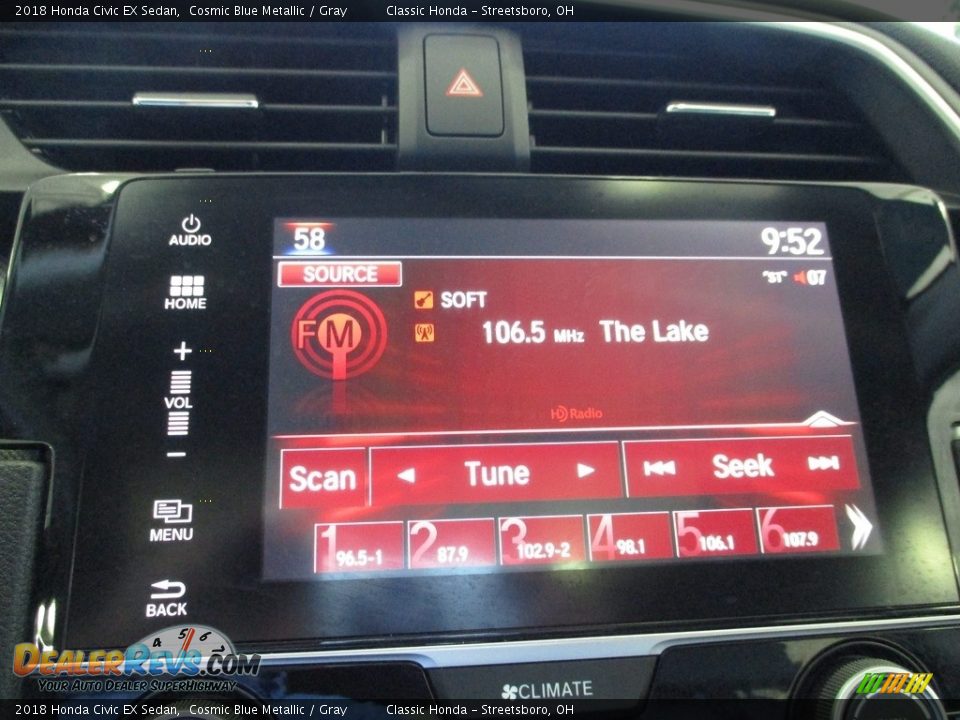 2018 Honda Civic EX Sedan, Cosmic Blue Metallic / Gray Classic Honda - Streetsboro, OH
AUDIO
HOME
VOL
MENU
BACK
58
9:52
SOURCE
"ST" 07
FM
SOFT
106.5 MHz The Lake
HD Radio
Scan
Tune
Seek
1 96.5-1
2 87.9
3 102.9-2
4 98.1
5 106.1
6 107.9
CLIMATE
4 5 6
DealerRevs.com
Your Auto Dealer SuperHighway
2018 Honda Civic EX Sedan, Cosmic Blue Metallic / Gray Classic Honda - Streetsboro, OH